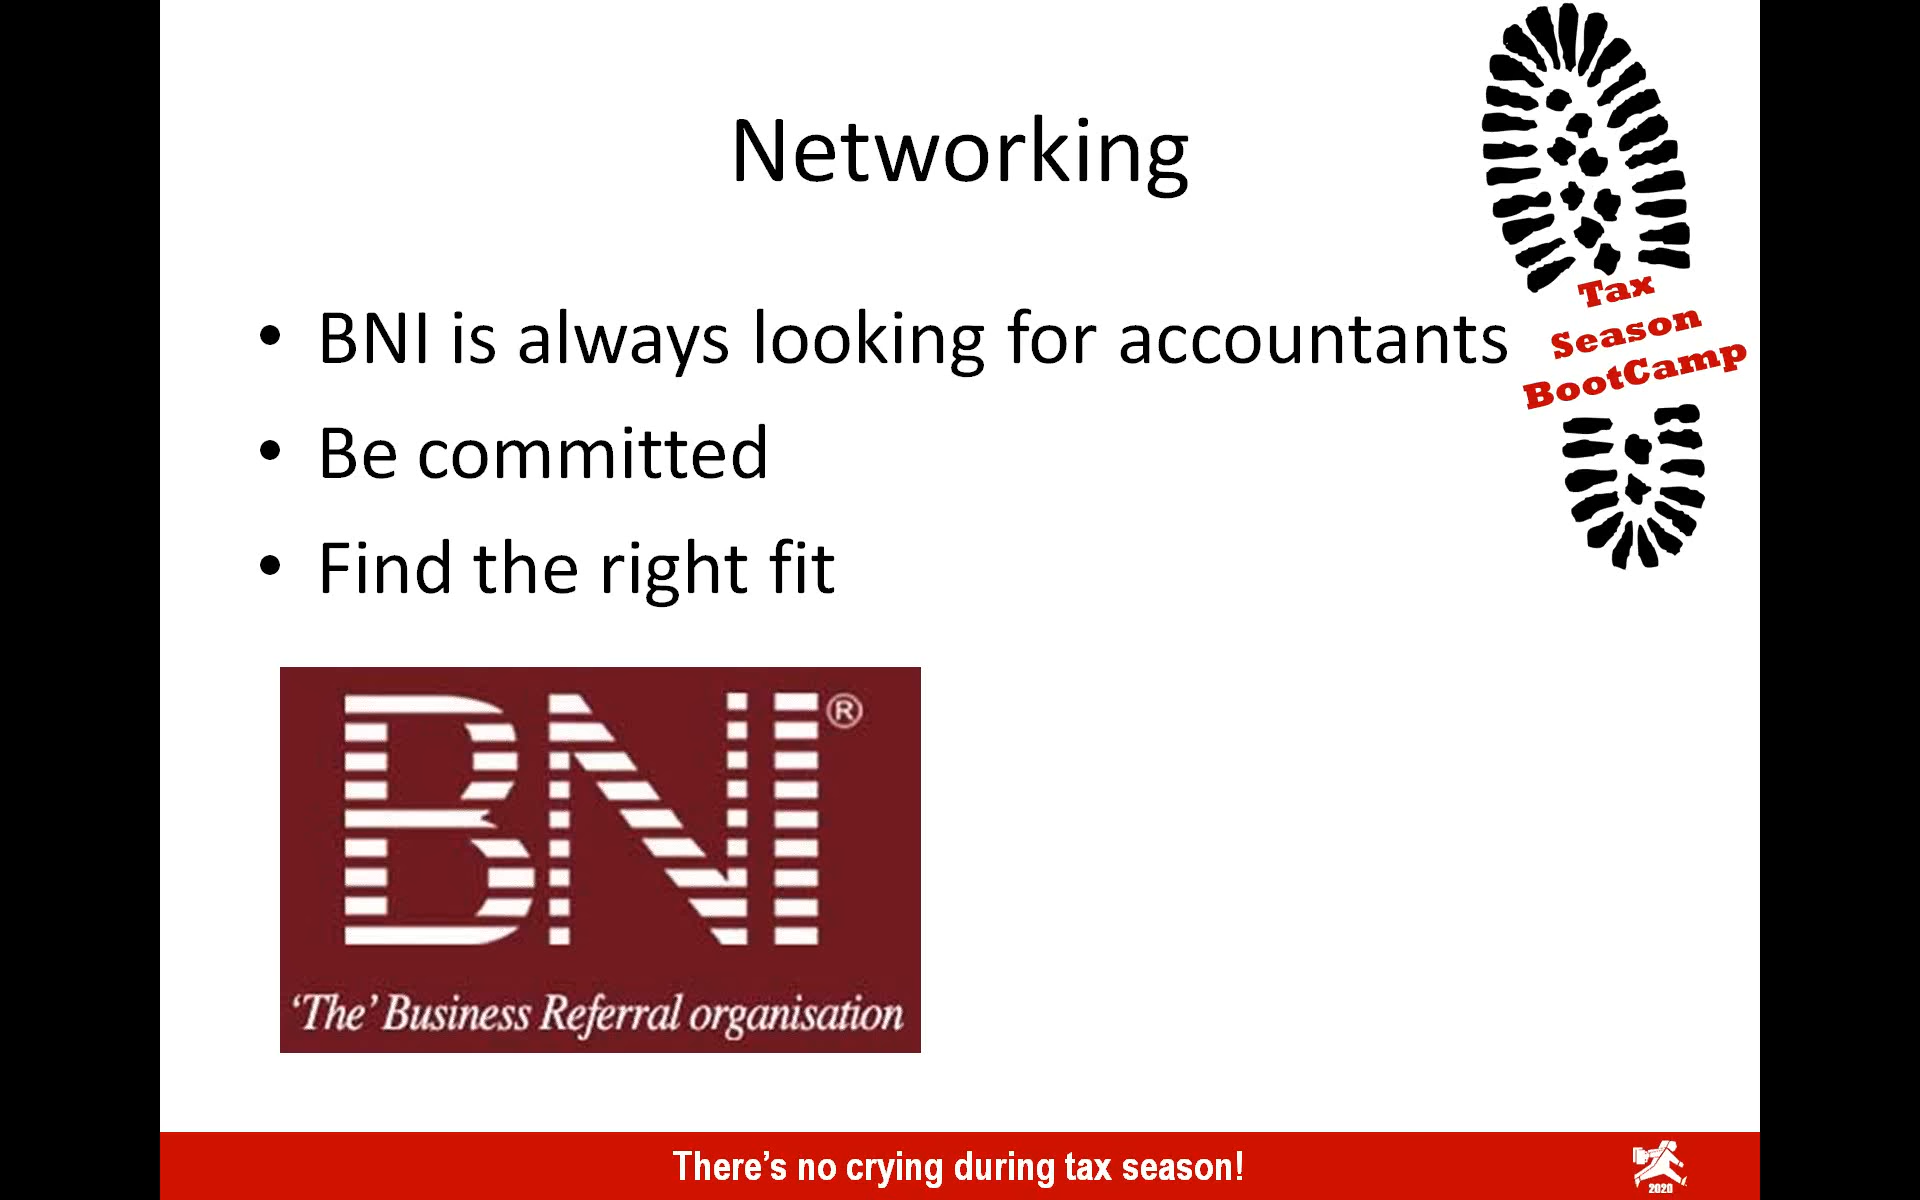 Networking
Tax
Season
BootCamp
• BNI is always looking for accountants
• Be committed
• Find the right fit
BNI®
‘The’ Business Referral organisation
There’s no crying during tax season!
2020